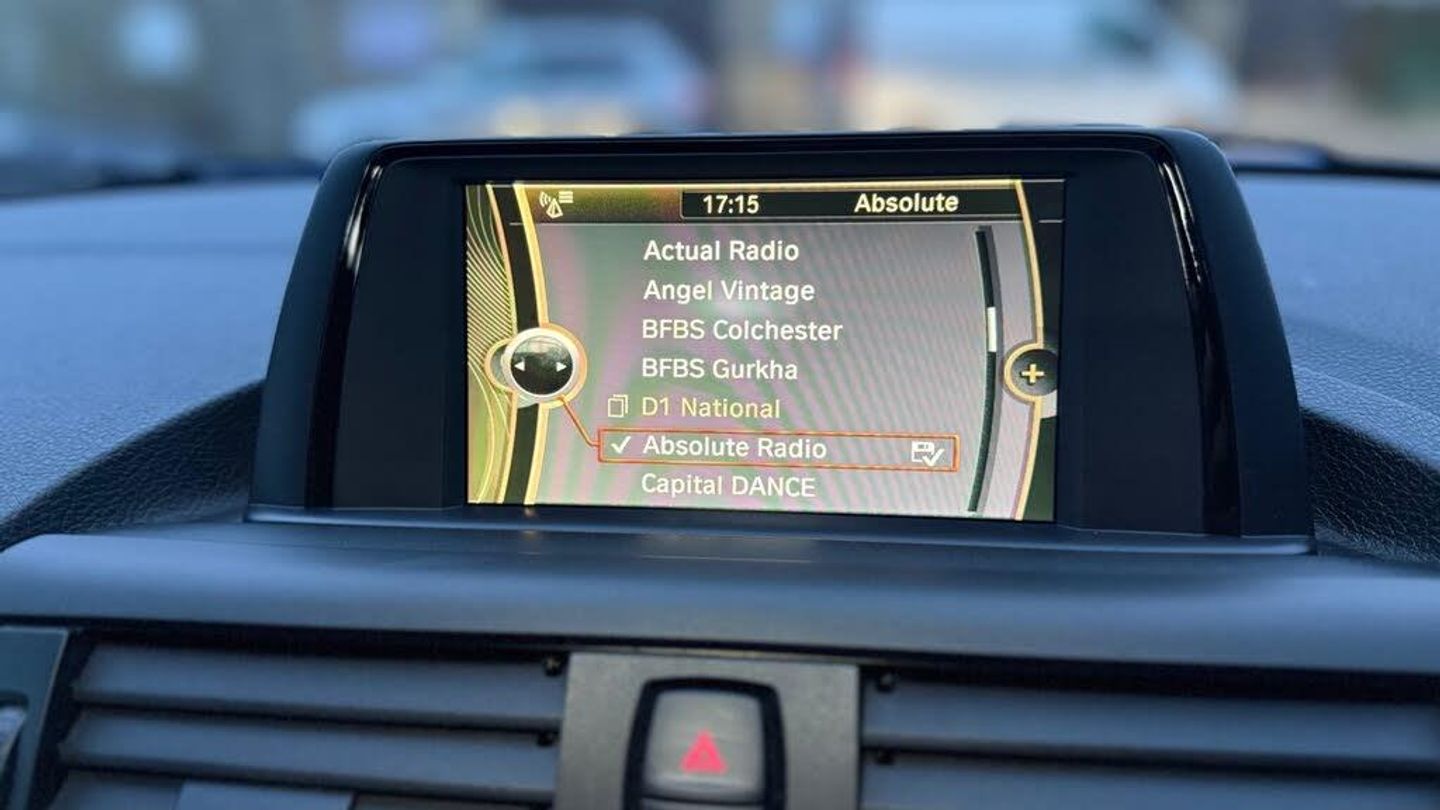 17:15 Absolute
Actual Radio
Angel Vintage
BFBS Colchester
BFBS Gurkha
D1 National
Absolute Radio
Capital DANCE